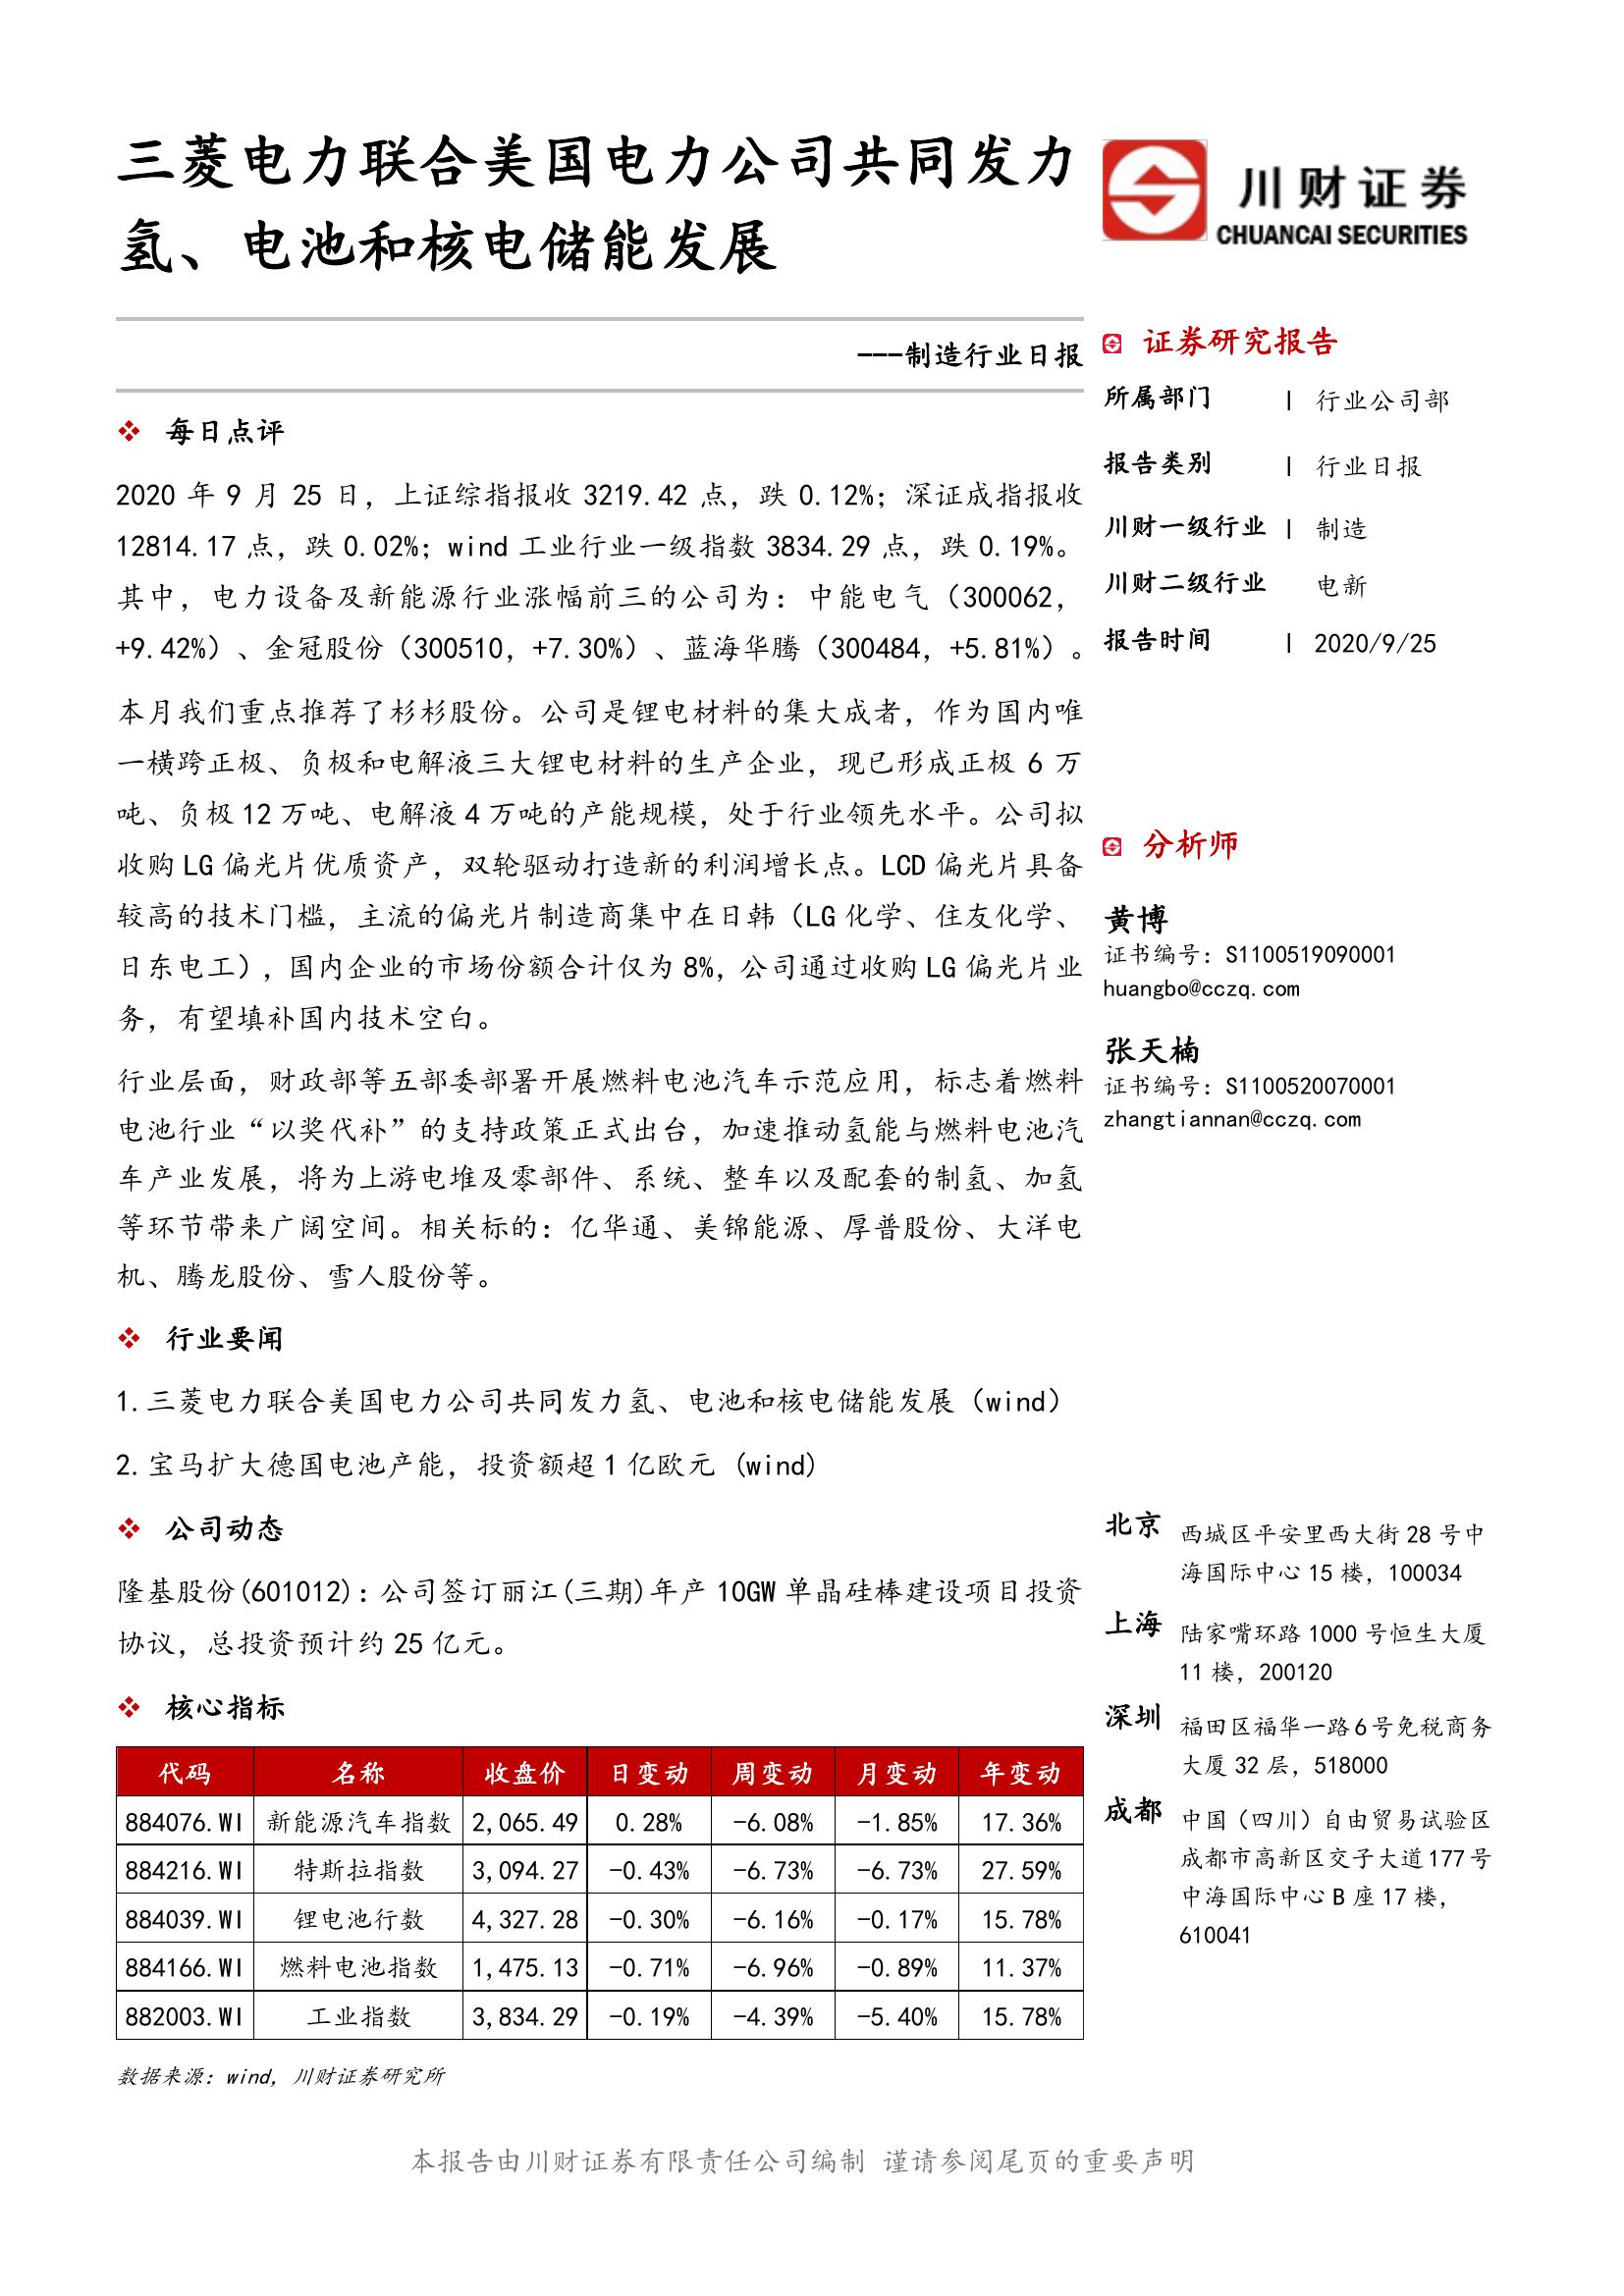 三菱电力联合美国电力公司共同发力
氢、电池和核电储能发展
川财证券
CHUANCAI SECURITIES
---制造行业日报
每日点评
2020 年 9 月 25 日，上证综指报收 3219.42 点，跌 0.12%；深证成指报收
12814.17 点，跌 0.02%；wind 工业行业一级指数 3834.29 点，跌 0.19%。
其中，电力设备及新能源行业涨幅前三的公司为：中能电气（300062，
+9.42%）、金冠股份（300510，+7.30%）、蓝海华腾（300484，+5.81%）。
本月我们重点推荐了杉杉股份。公司是锂电材料的集大成者，作为国内唯
一横跨正极、负极和电解液三大锂电材料的生产企业，现已形成正极 6 万
吨、负极 12 万吨、电解液 4 万吨的产能规模，处于行业领先水平。公司拟
收购 LG 偏光片优质资产，双轮驱动打造新的利润增长点。LCD 偏光片具备
较高的技术门槛，主流的偏光片制造商集中在日韩（LG 化学、住友化学、
日东电工），国内企业的市场份额合计仅为 8%，公司通过收购 LG 偏光片业
务，有望填补国内技术空白。
行业层面，财政部等五部委部署开展燃料电池汽车示范应用，标志着燃料
电池行业“以奖代补”的支持政策正式出台，加速推动氢能与燃料电池汽
车产业发展，将为上游电堆及零部件、系统、整车以及配套的制氢、加氢
等环节带来广阔空间。相关标的：亿华通、美锦能源、厚普股份、大洋电
机、腾龙股份、雪人股份等。
行业要闻
1.三菱电力联合美国电力公司共同发力氢、电池和核电储能发展（wind）
2.宝马扩大德国电池产能，投资额超 1 亿欧元 (wind)
公司动态
隆基股份(601012)：公司签订丽江(三期)年产 10GW 单晶硅棒建设项目投资
协议，总投资预计约 25 亿元。
核心指标
代码 名称 收盘价 日变动 周变动 月变动 年变动
884076.WI 新能源汽车指数 2,065.49 0.28% -6.08% -1.85% 17.36%
884216.WI 特斯拉指数 3,094.27 -0.43% -6.73% -6.73% 27.59%
884039.WI 锂电池行数 4,327.28 -0.30% -6.16% -0.17% 15.78%
884166.WI 燃料电池指数 1,475.13 -0.71% -6.96% -0.89% 11.37%
882003.WI 工业指数 3,834.29 -0.19% -4.39% -5.40% 15.78%
数据来源：wind，川财证券研究所
证券研究报告
所属部门 | 行业公司部
报告类别 | 行业日报
川财一级行业 | 制造
川财二级行业 电新
报告时间 | 2020/9/25
分析师
黄博
证书编号：S1100519090001
huangbo@cczq.com
张天楠
证书编号：S1100520070001
zhangtiannan@cczq.com
北京 西城区平安里西大街 28 号中
海国际中心 15 楼，100034
上海 陆家嘴环路 1000 号恒生大厦
11 楼，200120
深圳 福田区福华一路 6 号免税商务
大厦 32 层，518000
成都 中国（四川）自由贸易试验区
成都市高新区交子大道 177 号
中海国际中心 B 座 17 楼，
610041
本报告由川财证券有限责任公司编制 谨请参阅尾页的重要声明